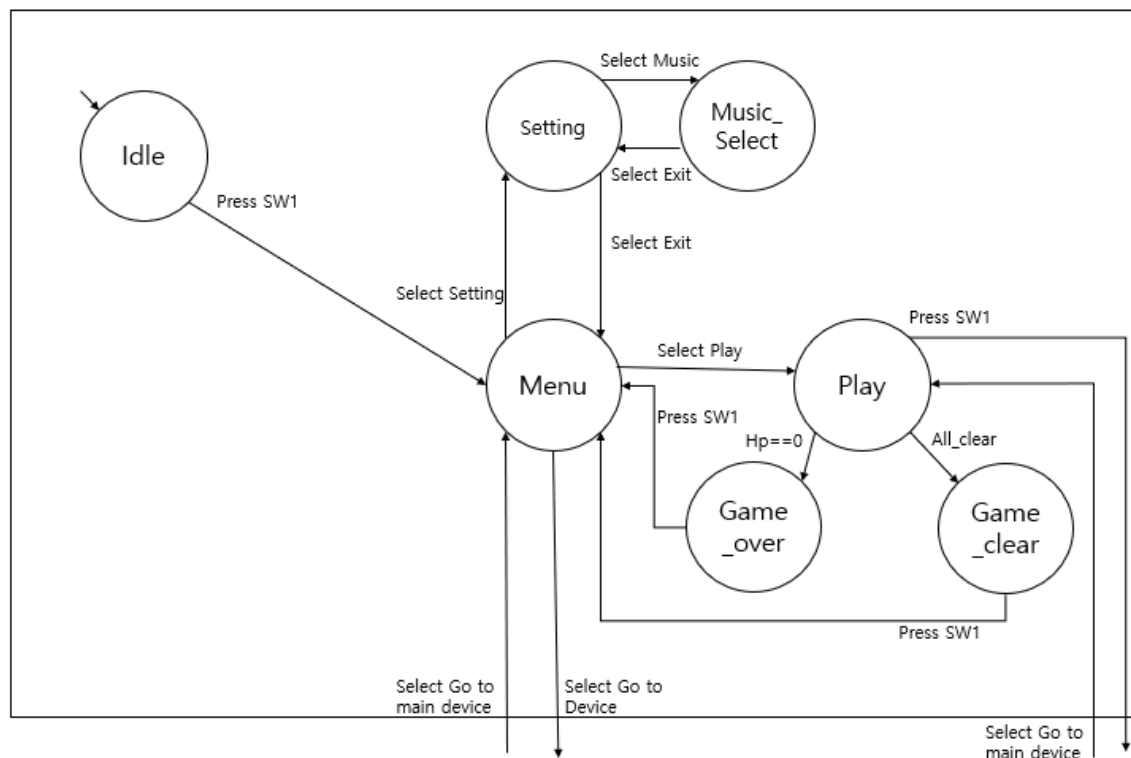 Select Music
Setting
Music_
Select
Idle
Select Exit
Press SW1
Select Exit
Select Setting
Press SW1
Select Play
Menu
Play
Press SW1
Hp==0
All_clear
Game
_over
Game
_clear
Press SW1
Select Go to
main device
Select Go to
Device
Select Go to
main device